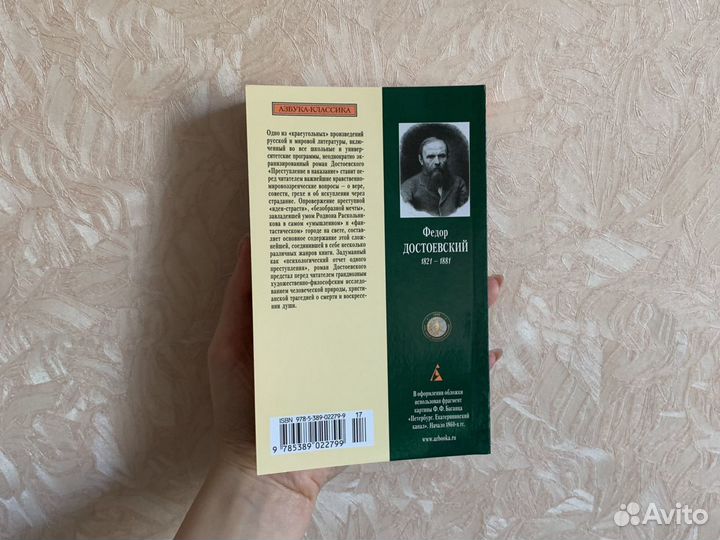 АЗБУКА-КЛАССИКА
Одно из «краеугольных» произведений
русской и мировой литературы, вклю-
ченный во все школьные и универ-
ситетские программы, неоднократно эк-
ранизированный роман Достоевского
«Преступление и наказание» ставит пе-
ред читателем важнейшие нравственно-
мировоззренческие вопросы – о вере,
совести, грехе и об искуплении через
страдание. Опровержение преступной
«идеи-страсти», «безобразной мечты»,
завладевшей умом Родиона Раскольни-
кова в самом «умышленном» и «фан-
тастическом» городе на свете, состав-
ляет основное содержание этой слож-
нейшей, соединившей в себе несколько
различных жанров книги. Задуманный
как «психологический отчет одного
преступления», роман Достоевского
предстал перед читателем грандиозным
художественно-философским исследова-
нием человеческой природы, христи-
анской трагедией о смерти и воскресе-
нии души.
ISBN 978-5-389-02279-9
17
9 785389 022799
Федор
ДОСТОЕВСКИЙ
1821 – 1881
В оформлении обложки
использован фрагмент
картины Ф.Ф. Баганца
«Петербург. Екатерининский
канал». Начало 1860-х гг.
www.azbooka.ru
Avito